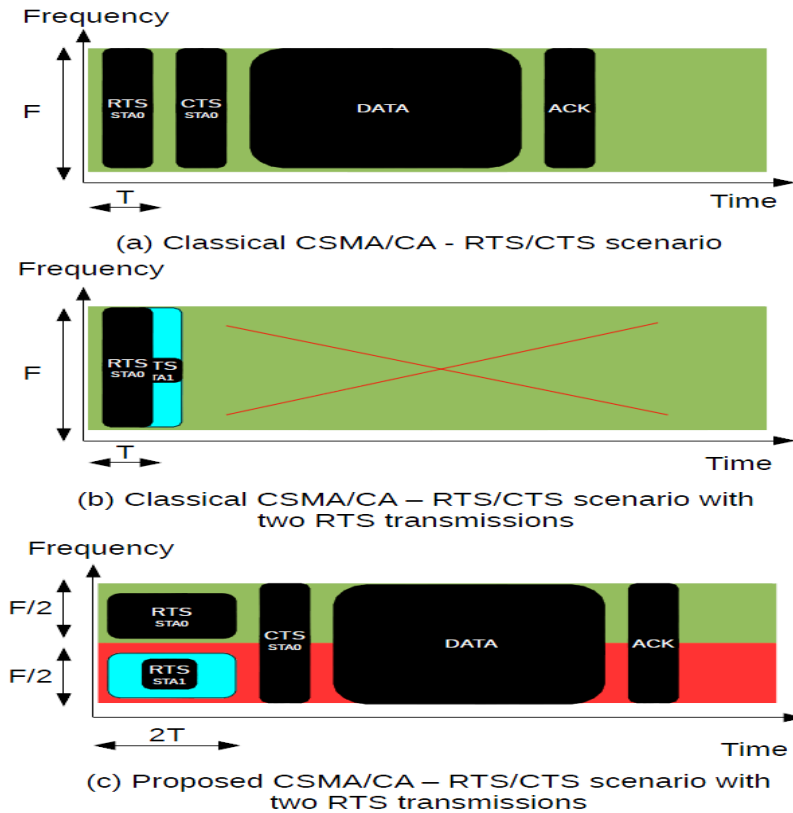 Frequency
F
RTS
STA0
CTS
STA0
DATA
ACK
T
Time
(a) Classical CSMA/CA - RTS/CTS scenario
Frequency
F
RTS
STA0
TS
TA1
T
Time
(b) Classical CSMA/CA – RTS/CTS scenario with
two RTS transmissions
Frequency
F/2
RTS
STA0
F/2
RTS
STA1
CTS
STA0
DATA
ACK
2T
Time
(c) Proposed CSMA/CA – RTS/CTS scenario with
two RTS transmissions